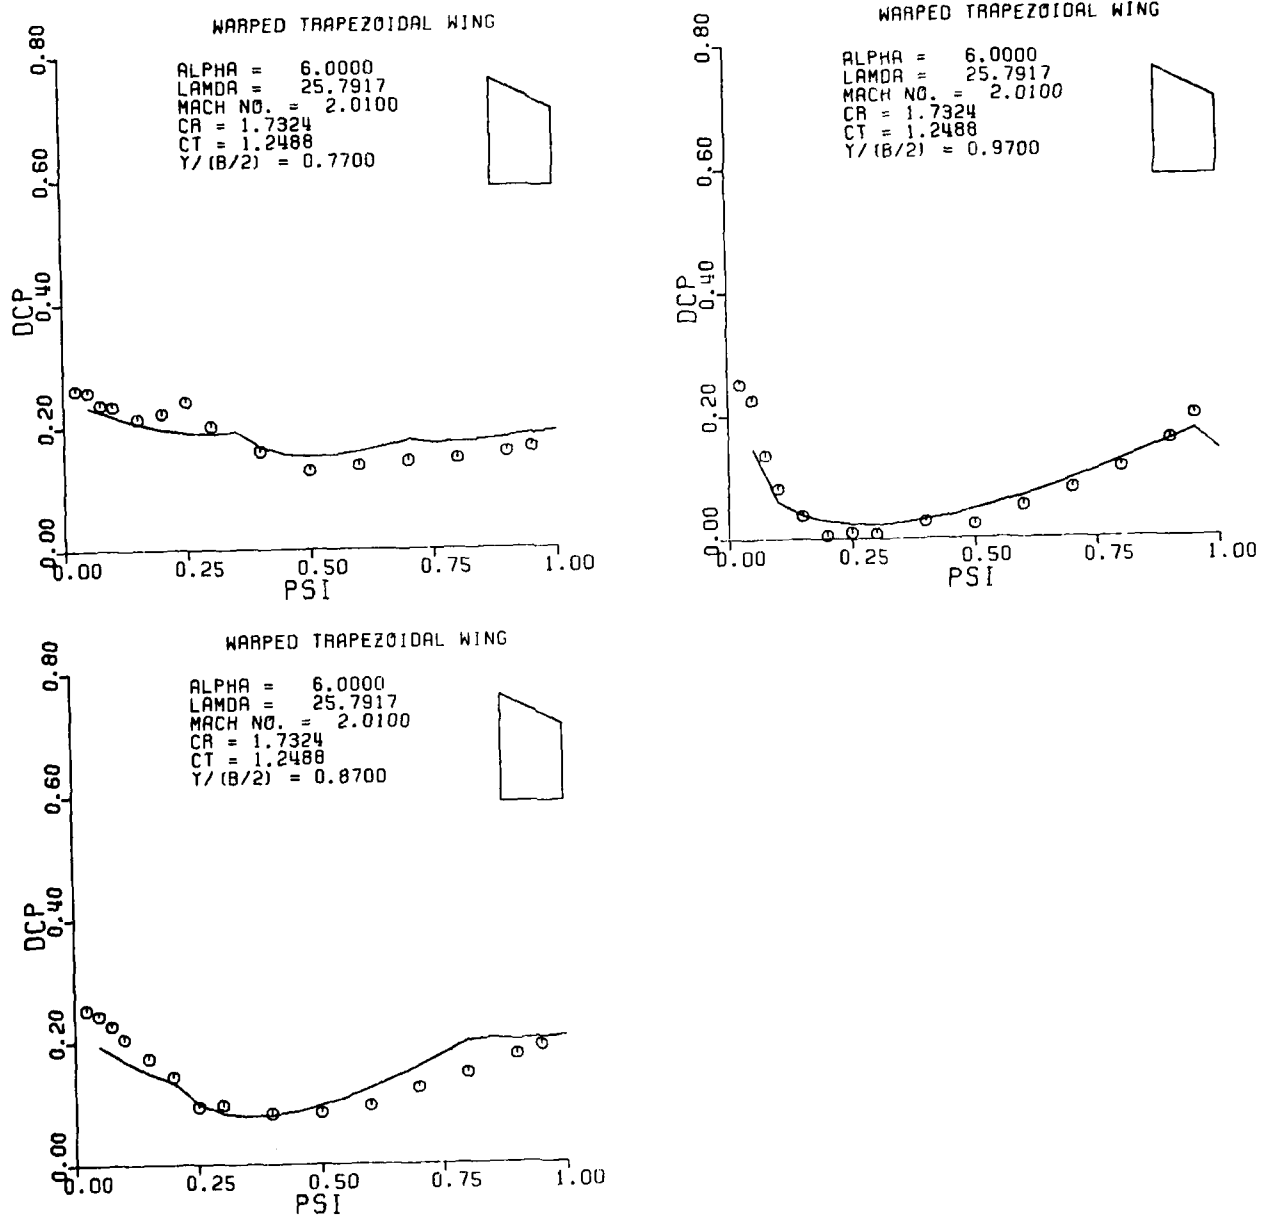 WARPED TRAPEZOIDAL WING
ALPHA = 6.0000
LAMDA = 25.7917
MACH NO. = 2.0100
CR = 1.7324
CT = 1.2488
Y/(B/2) = 0.7700
0.80
0.60
0.40
0.20
0.00
DCP
0.00 0.25 0.50 0.75 1.00
PSI
WARPED TRAPEZOIDAL WING
ALPHA = 6.0000
LAMDA = 25.7917
MACH NO. = 2.0100
CR = 1.7324
CT = 1.2488
Y/(B/2) = 0.9700
0.80
0.60
0.40
0.20
0.00
DCP
0.00 0.25 0.50 0.75 1.00
PSI
WARPED TRAPEZOIDAL WING
ALPHA = 6.0000
LAMDA = 25.7917
MACH NO. = 2.0100
CR = 1.7324
CT = 1.2488
Y/(B/2) = 0.8700
0.80
0.60
0.40
0.20
0.00
DCP
0.00 0.25 0.50 0.75 1.00
PSI